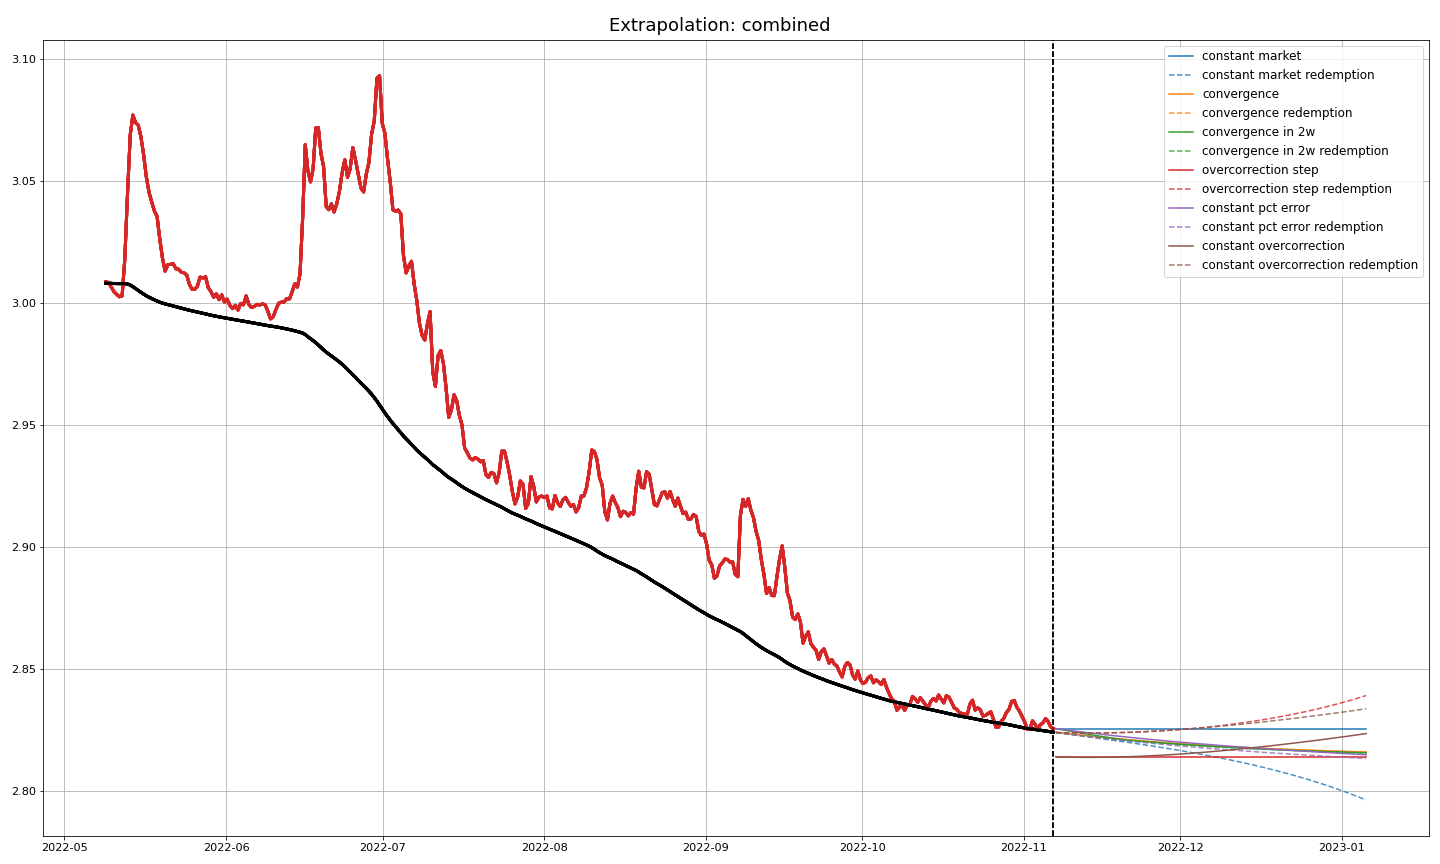 Extrapolation: combined
3.10
3.05
3.00
2.95
2.90
2.85
2.80
constant market
constant market redemption
convergence
convergence redemption
convergence in 2w
convergence in 2w redemption
overcorrection step
overcorrection step redemption
constant pct error
constant pct error redemption
constant overcorrection
constant overcorrection redemption
2022-05
2022-06
2022-07
2022-08
2022-09
2022-10
2022-11
2022-12
2023-01